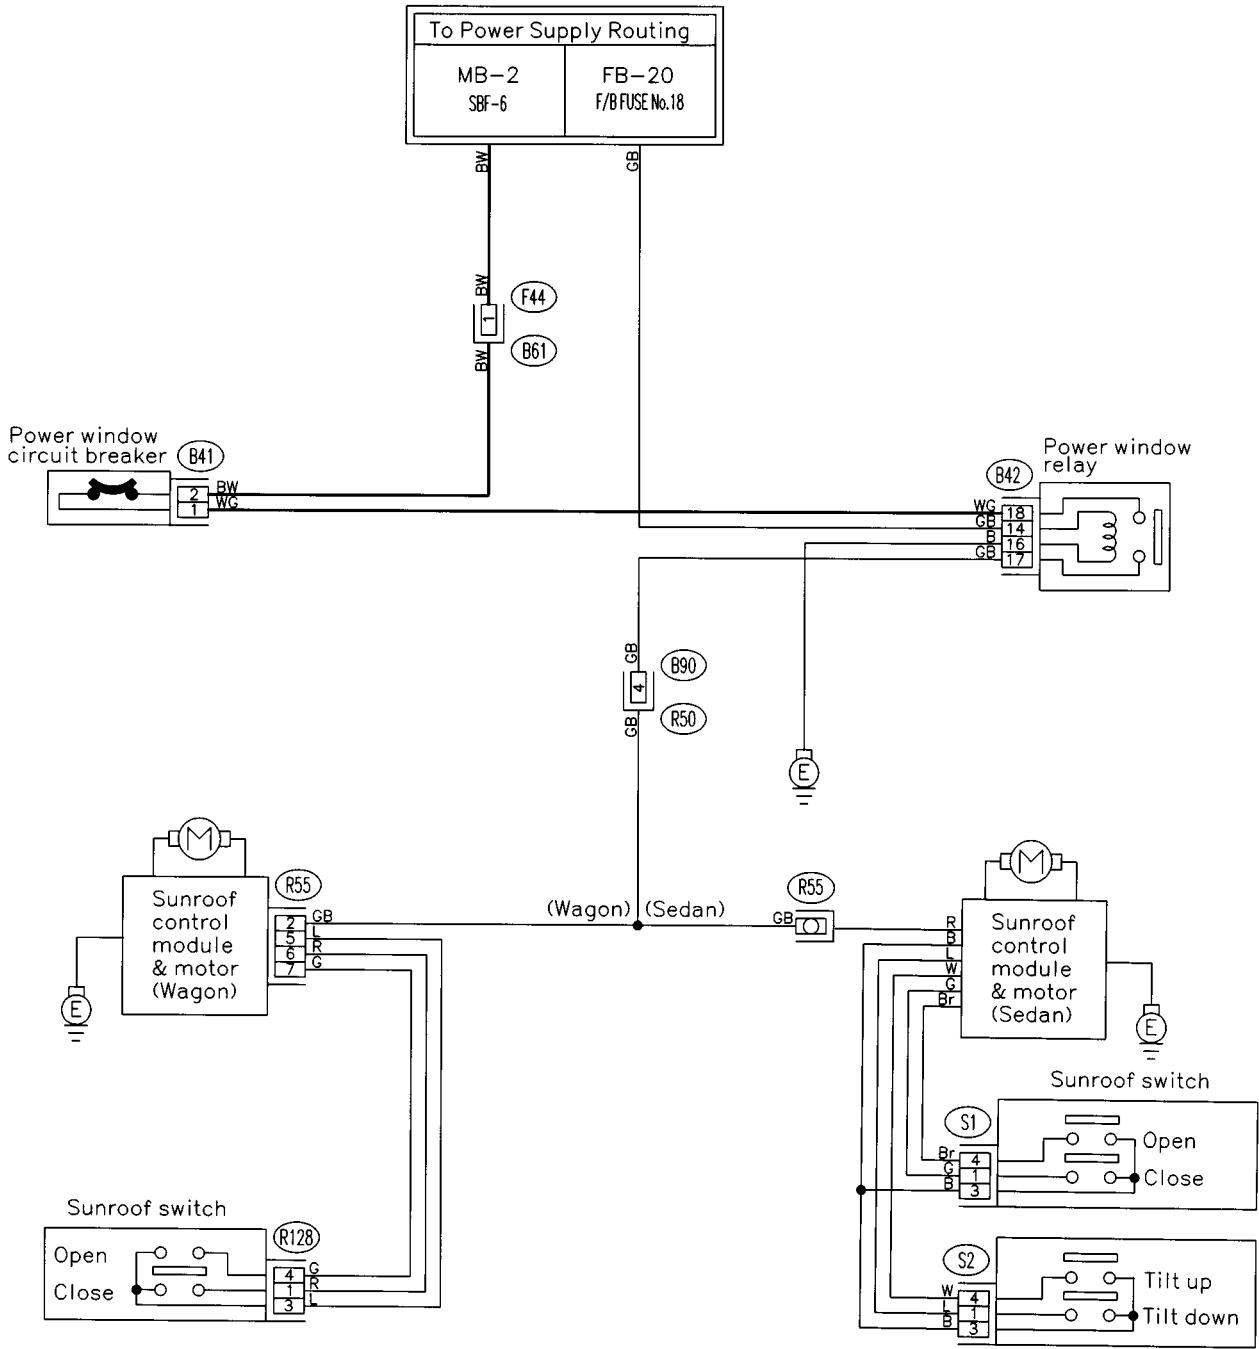 To Power Supply Routing
MB-2
SBF-6
FB-20
F/B FUSE No.18
BW
GB
BW
F44
1
B61
BW
Power window
circuit breaker
B41
2
BW
1
WG
Power window
relay
B42
WG
18
GB
14
B
16
GB
17
GB
B90
4
R50
GB
E
M
Sunroof
control
module
& motor
(Wagon)
R55
2
GB
5
L
6
R
7
G
E
(Wagon)
(Sedan)
R55
GB
M
R
B
L
W
G
Br
Sunroof
control
module
& motor
(Sedan)
E
Sunroof switch
S1
Br
4
G
1
B
3
Open
Close
Sunroof switch
R128
Open
Close
4
G
1
R
3
L
S2
W
4
L
1
B
3
Tilt up
Tilt down